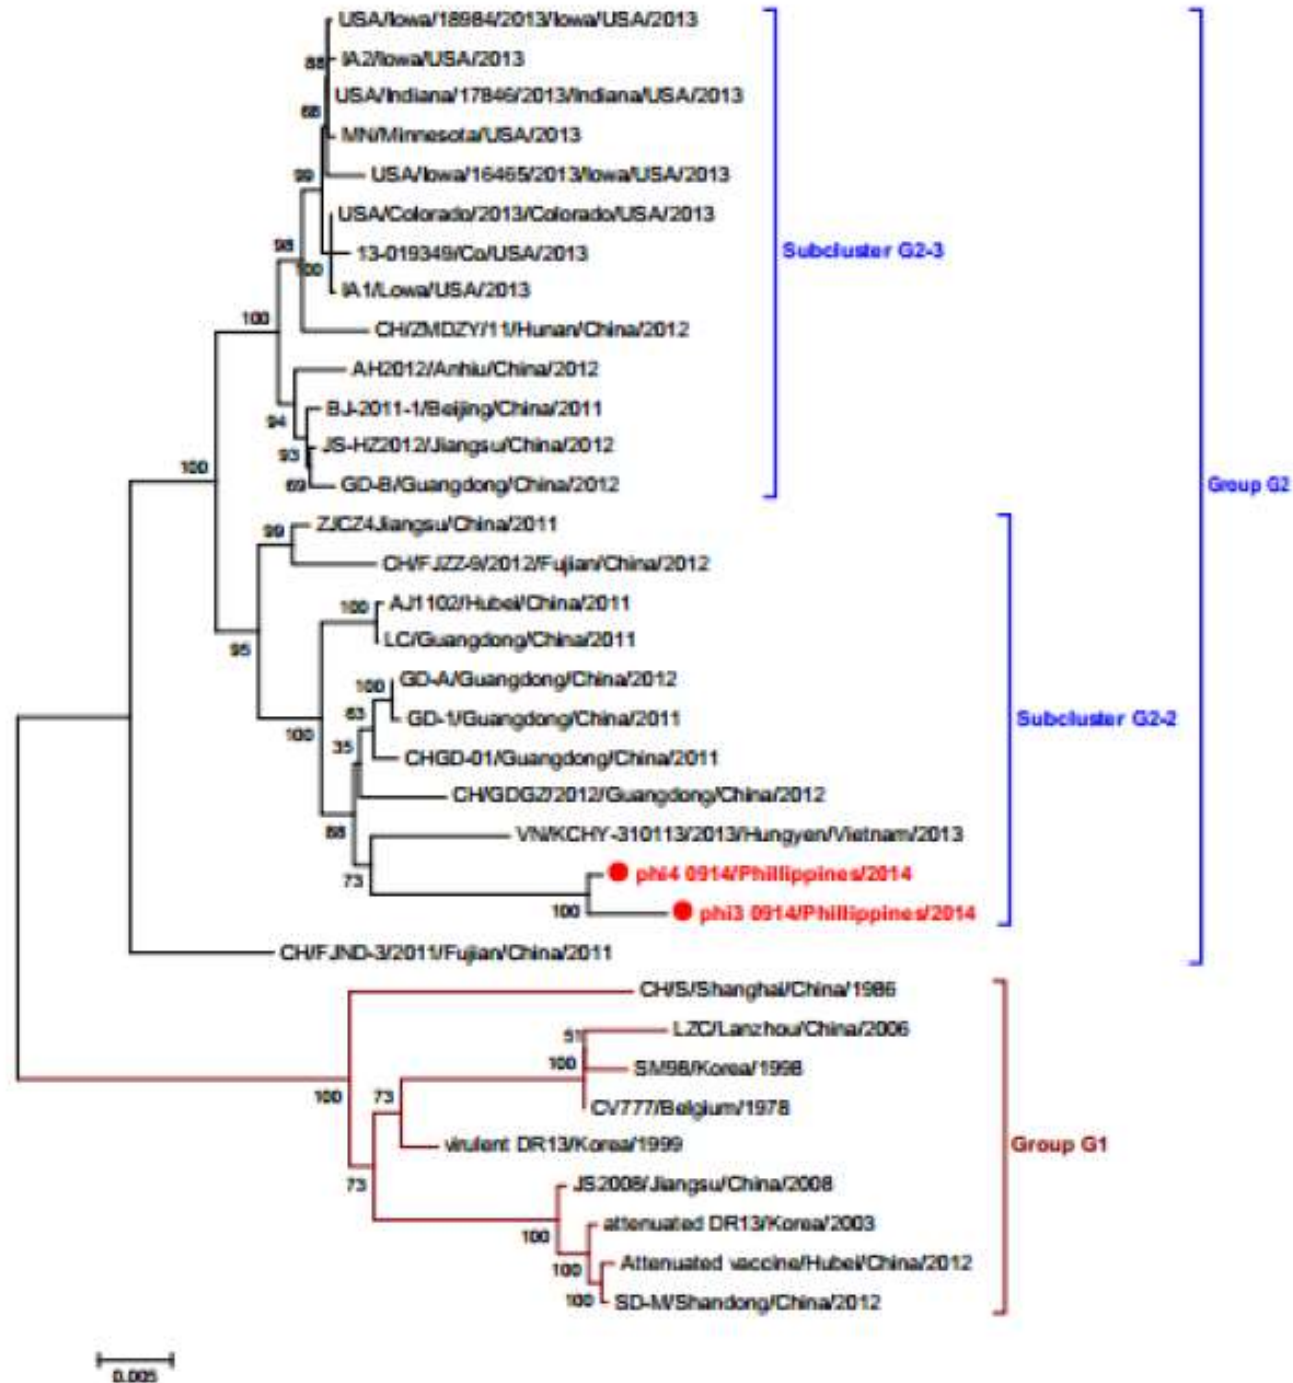 USA/Iowa/18984/2013/Iowa/USA/2013
88
IA2/Iowa/USA/2013
USA/Indiana/17846/2013/Indiana/USA/2013
68
MN/Minnesota/USA/2013
99
USA/Iowa/16465/2013/Iowa/USA/2013
USA/Colorado/2013/Colorado/USA/2013
98
13-019349/Co/USA/2013
Subcluster G2-3
100
IA1/Lowa/USA/2013
100
CH/ZMDZY/11/Hunan/China/2012
AH2012/Anhiu/China/2012
BJ-2011-1/Beijing/China/2011
94
JS-HZ2012/Jiangsu/China/2012
93
100
69
GD-B/Guangdong/China/2012
Group G2
ZJCZ4Jiangsu/China/2011
99
CH/FJZZ-9/2012/Fujian/China/2012
100
AJ1102/Hubei/China/2011
LC/Guangdong/China/2011
95
GD-A/Guangdong/China/2012
100
63
GD-1/Guangdong/China/2011
Subcluster G2-2
100
35
CHGD-01/Guangdong/China/2011
CH/GDGZ/2012/Guangdong/China/2012
88
VN/KCHY-310113/2013/Hungyen/Vietnam/2013
phi4 0914/Phillippines/2014
73
100
phi3 0914/Phillippines/2014
CH/FJND-3/2011/Fujian/China/2011
CH/S/Shanghai/China/1986
LZC/Lanzhou/China/2006
51
100
SM98/Korea/1998
100
73
CV777/Belgium/1978
virulent DR13/Korea/1999
Group G1
73
JS2008/Jiangsu/China/2008
attenuated DR13/Korea/2003
100
Attenuated vaccine/Hubei/China/2012
100
100
SD-M/Shandong/China/2012
0.005